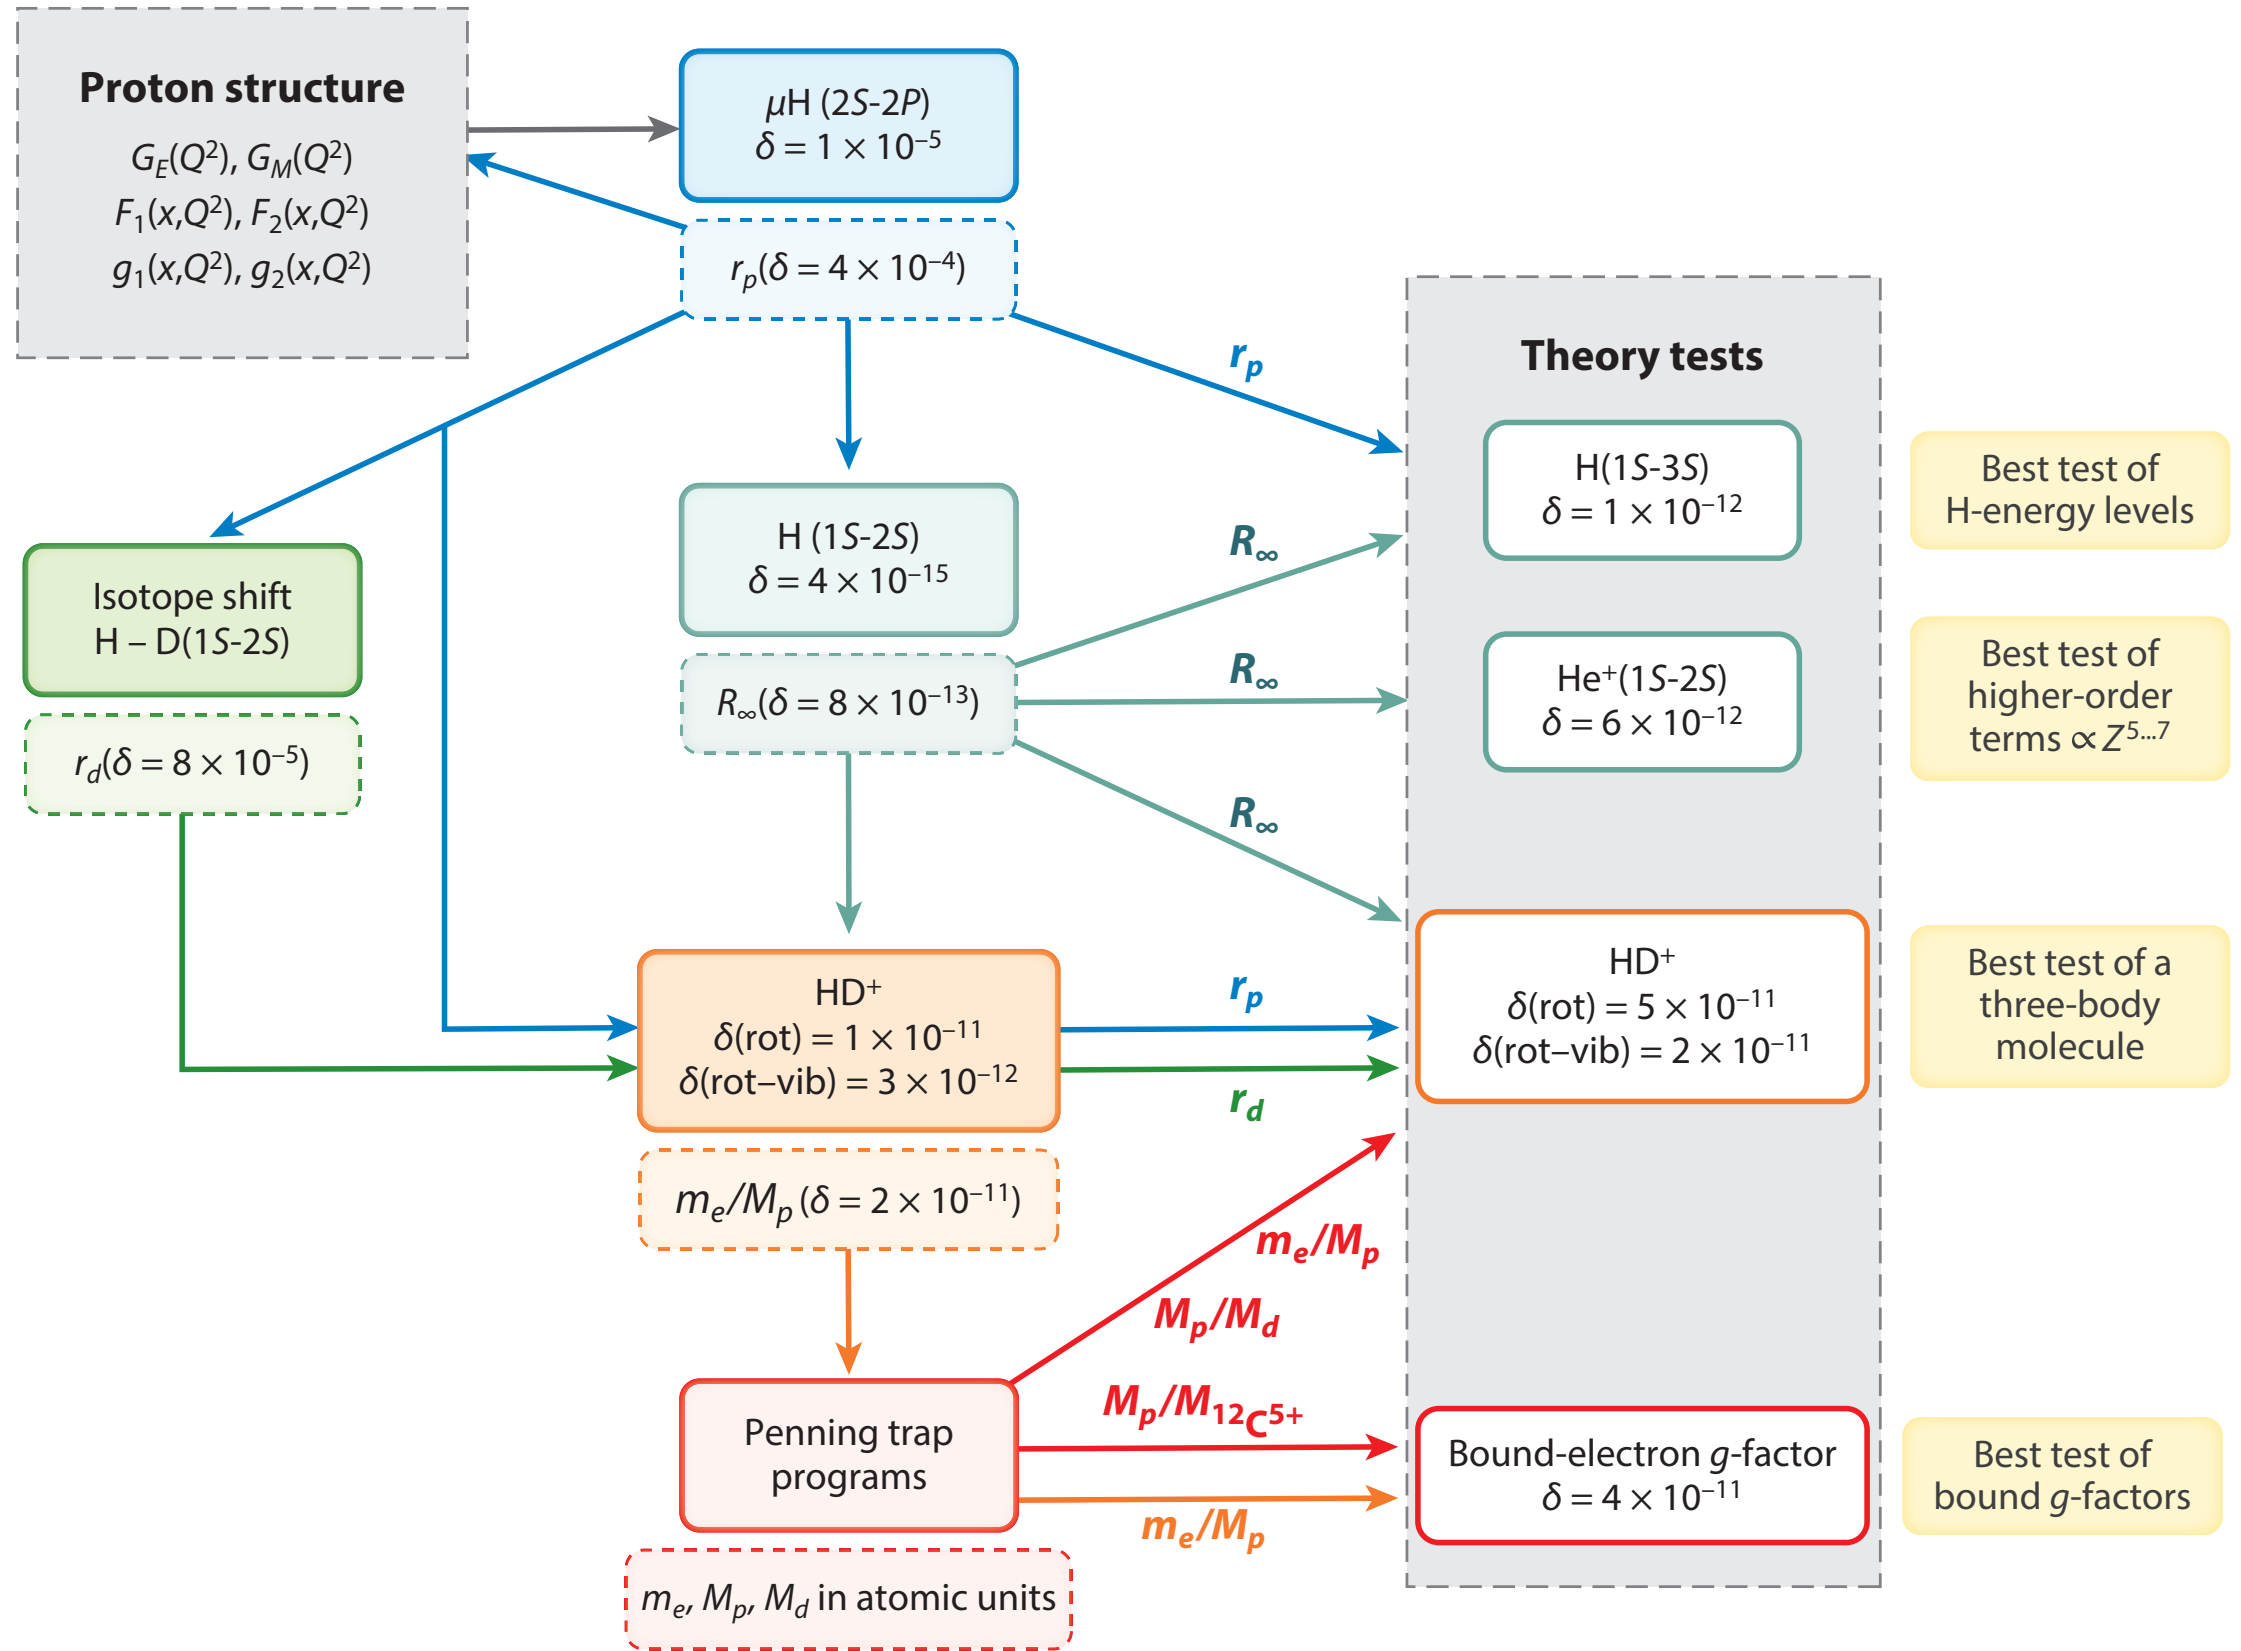 Proton structure
G_E(Q²), G_M(Q²)
F₁(x,Q²), F₂(x,Q²)
g₁(x,Q²), g₂(x,Q²)
μH (2S-2P)
δ = 1 × 10⁻⁵
r_p(δ = 4 × 10⁻⁴)
r_p
Theory tests
H(1S-3S)
δ = 1 × 10⁻¹²
Best test of
H-energy levels
H (1S-2S)
δ = 4 × 10⁻¹⁵
R∞
Isotope shift
H – D(1S-2S)
R∞(δ = 8 × 10⁻¹³)
R∞
He⁺(1S-2S)
δ = 6 × 10⁻¹²
Best test of
higher-order
terms ∝ Z⁵···⁷
r_d(δ = 8 × 10⁻⁵)
R∞
HD⁺
δ(rot) = 1 × 10⁻¹¹
δ(rot–vib) = 3 × 10⁻¹²
r_p
r_d
HD⁺
δ(rot) = 5 × 10⁻¹¹
δ(rot–vib) = 2 × 10⁻¹¹
Best test of a
three-body
molecule
m_e/M_p (δ = 2 × 10⁻¹¹)
m_e/M_p
M_p/M_d
M_p/M_¹²C⁵⁺
Penning trap
programs
m_e/M_p
Bound-electron g-factor
δ = 4 × 10⁻¹¹
Best test of
bound g-factors
m_e, M_p, M_d in atomic units